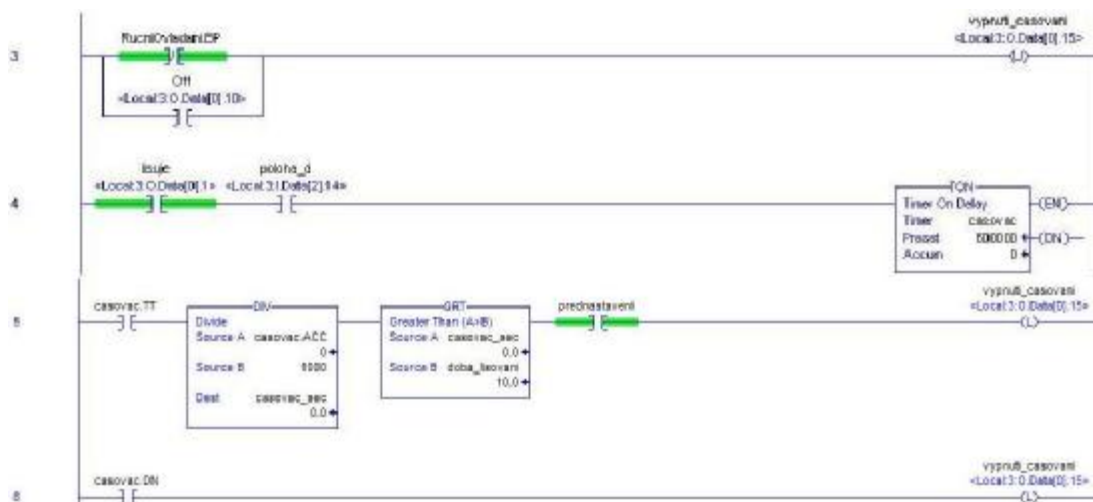 3
RucniOvladani.BP
vypnuti_casovani
<Local:3:O.Data[0].15>
Off
<Local:3:O.Data[0].10>
4
lisuje
<Local:3:O.Data[0].1>
poloha_d
<Local:3:I.Data[2].14>
TON
Timer On Delay
Timer casovac
Preset 600000
Accum 0
(EN)
(DN)
5
casovac.TT
DIV
Divide
Source A casovac.ACC
0
Source B 1000
Dest casovac_sec
0.0
GRT
Greater Than (A>B)
Source A casovac_sec
0.0
Source B doba_lisovani
10.0
prednastaveni
vypnuti_casovani
<Local:3:O.Data[0].15>
(L)
6
casovac.DN
vypnuti_casovani
<Local:3:O.Data[0].15>
(L)